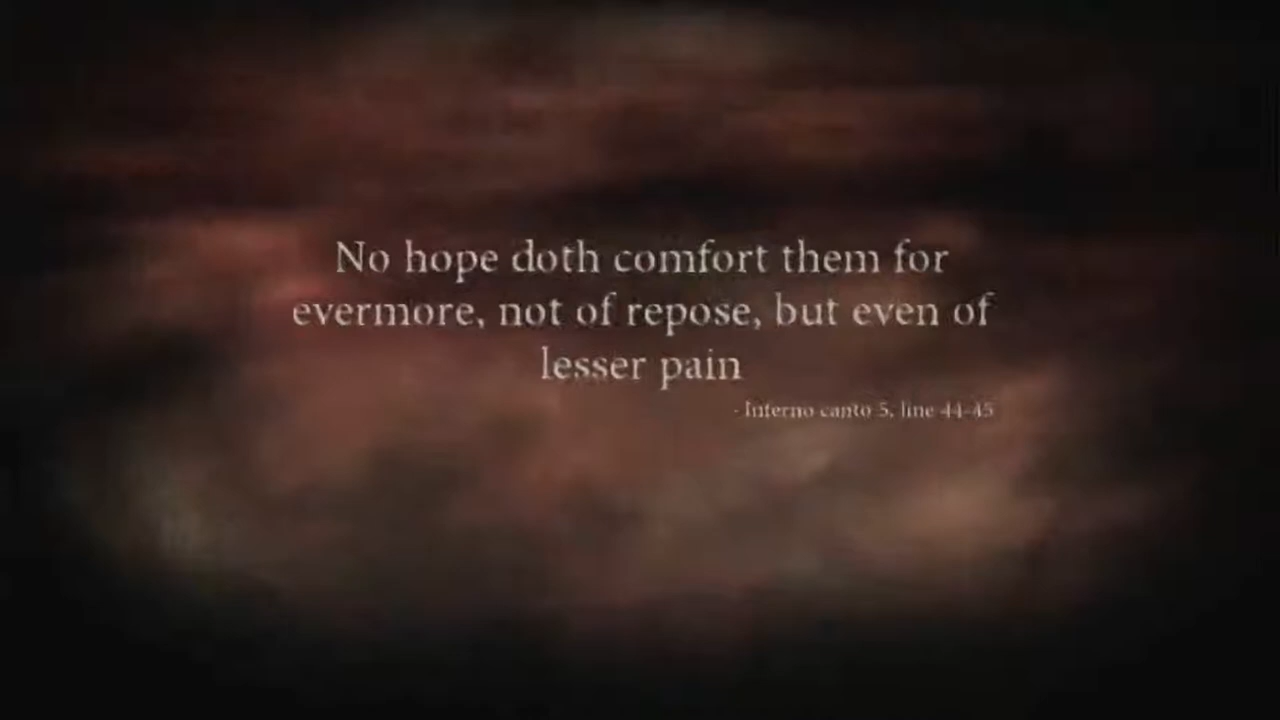 No hope doth comfort them for
evermore, not of repose, but even of
lesser pain
- Inferno canto 5, line 44-45